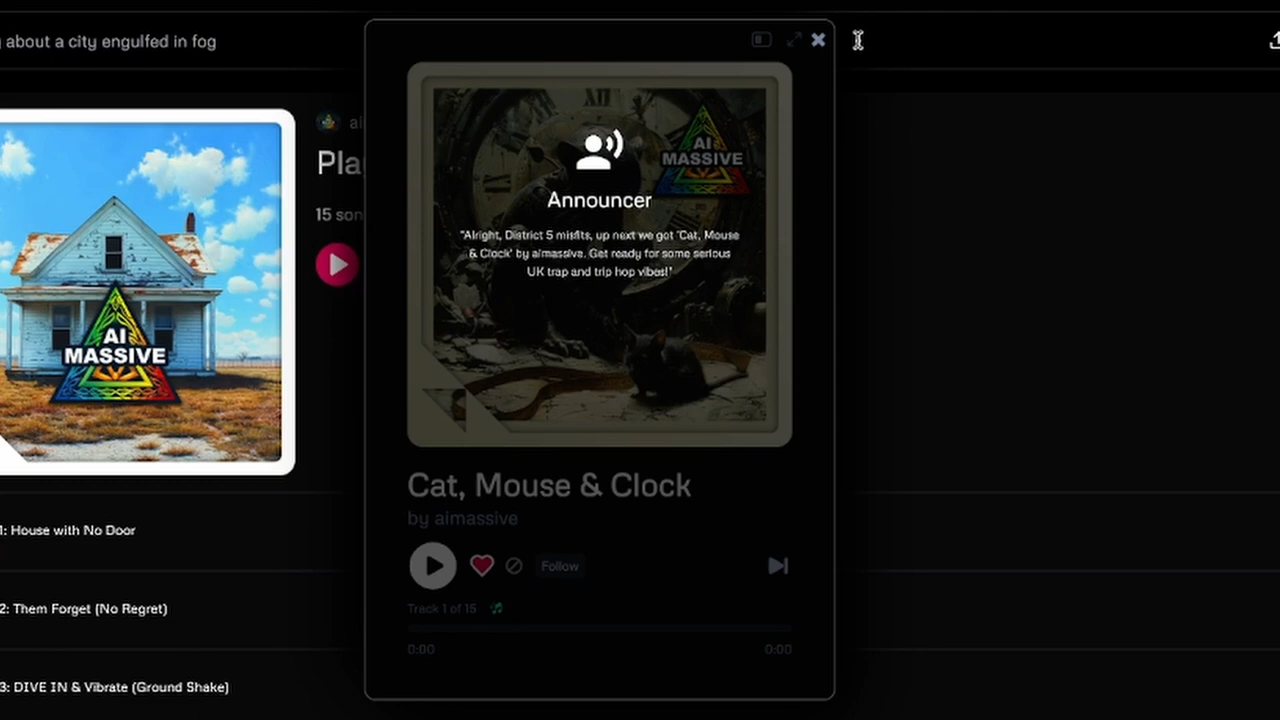 about a city engulfed in fog
AI
MASSIVE
ai
Pla
15 son
1: House with No Door
2: Them Forget (No Regret)
3: DIVE IN & Vibrate (Ground Shake)
XII
AI
MASSIVE
Announcer
"Alright, District 5 misfits, up next we got 'Cat, Mouse
& Clock' by aimassive. Get ready for some serious
UK trap and trip hop vibes!"
Cat, Mouse & Clock
by aimassive
Follow
Track 1 of 15
0:00
0:00